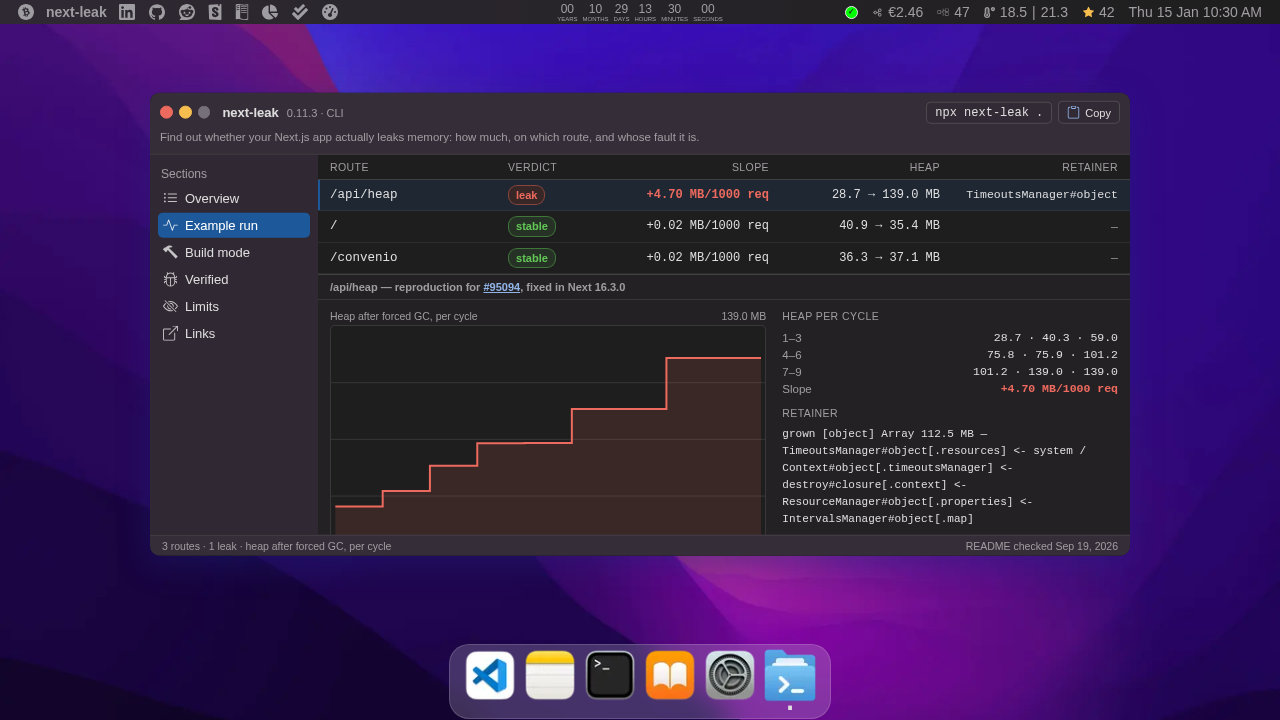 next-leak
00 10 29 13 30 00
YEARS MONTHS DAYS HOURS MINUTES SECONDS
€2.46 47 18.5 | 21.3 42 Thu 15 Jan 10:30 AM
next-leak 0.11.3 · CLI
npx next-leak . Copy
Find out whether your Next.js app actually leaks memory: how much, on which route, and whose fault it is.
Sections
Overview
Example run
Build mode
Verified
Limits
Links
ROUTE VERDICT SLOPE HEAP RETAINER
/api/heap leak +4.70 MB/1000 req 28.7 → 139.0 MB TimeoutsManager#object
/ stable +0.02 MB/1000 req 40.9 → 35.4 MB —
/convenio stable +0.02 MB/1000 req 36.3 → 37.1 MB —
/api/heap — reproduction for #95094, fixed in Next 16.3.0
Heap after forced GC, per cycle 139.0 MB
HEAP PER CYCLE
1–3 28.7 · 40.3 · 59.0
4–6 75.8 · 75.9 · 101.2
7–9 101.2 · 139.0 · 139.0
Slope +4.70 MB/1000 req
RETAINER
grown [object] Array 112.5 MB —
TimeoutsManager#object[.resources] <- system /
Context#object[.timeoutsManager] <-
destroy#closure[.context] <-
ResourceManager#object[.properties] <-
IntervalsManager#object[.map]
3 routes · 1 leak · heap after forced GC, per cycle
README checked Sep 19, 2026
>_